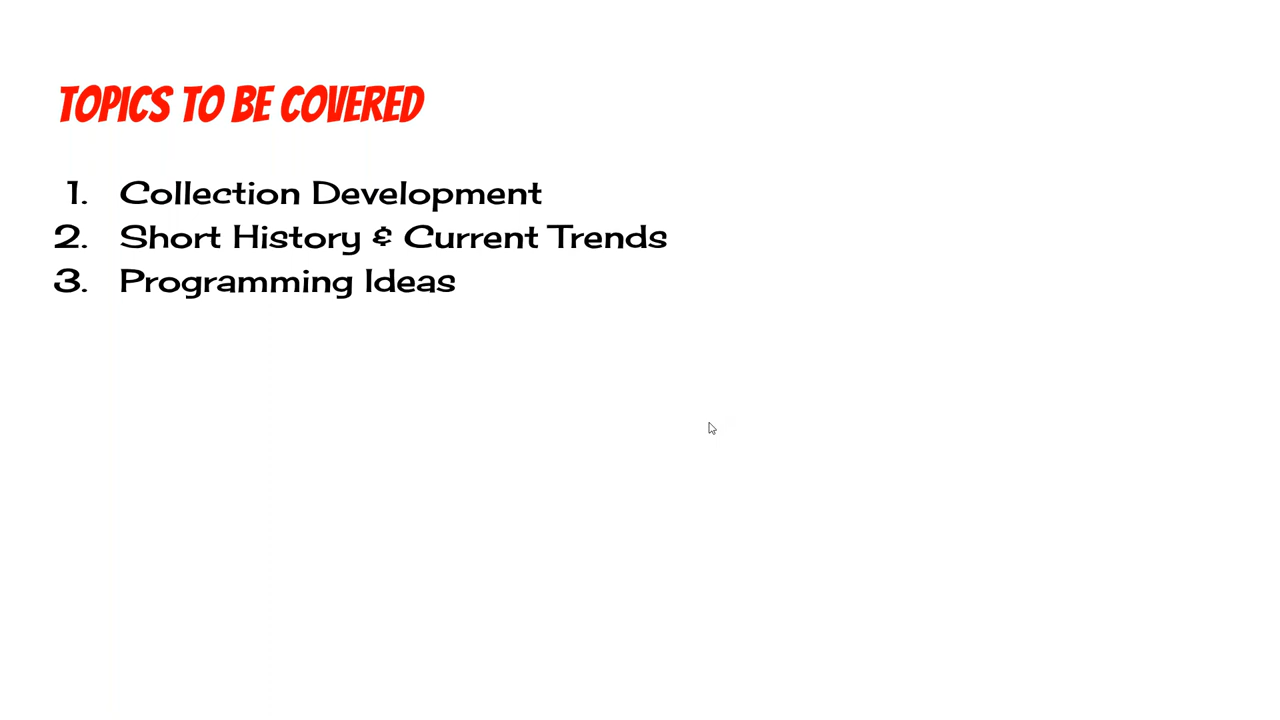 TOPICS TO BE COVERED
1. Collection Development
2. Short History & Current Trends
3. Programming Ideas